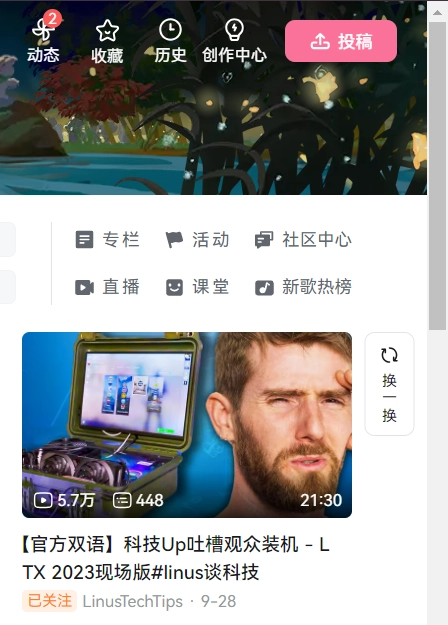 2
动态 收藏 历史 创作中心 投稿
专栏 活动 社区中心
直播 课堂 新歌热榜
换
一
换
5.7万 448 21:30
【官方双语】科技Up吐槽观众装机 - L
TX 2023现场版#linus谈科技
已关注 LinusTechTips · 9-28